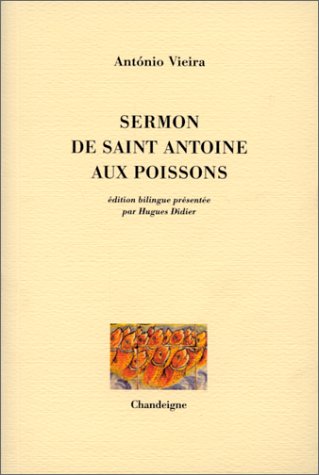 António Vieira
SERMON
DE SAINT ANTOINE
AUX POISSONS
édition bilingue présentée
par Hugues Didier
Chandeigne